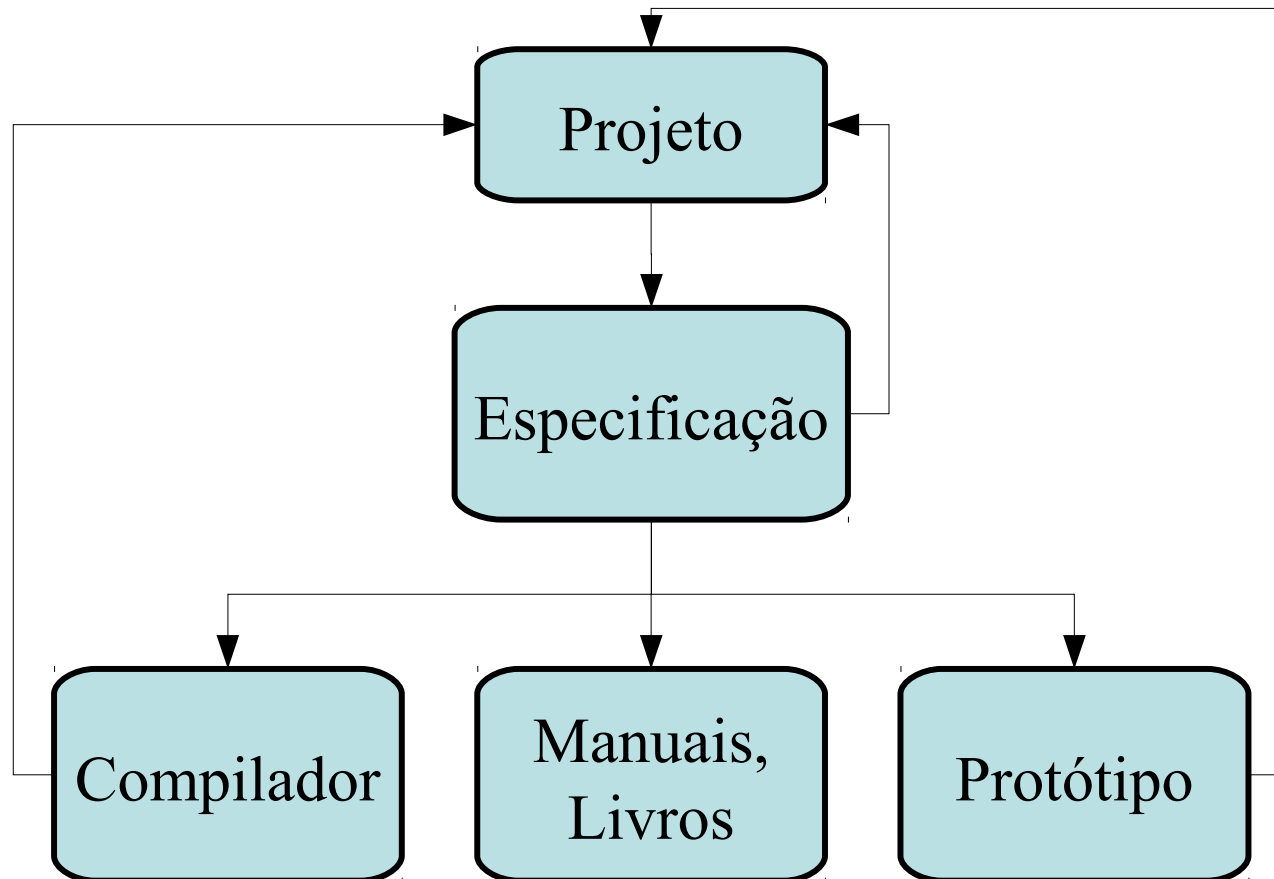 Projeto
Especificação
Compilador
Manuais,
Livros
Protótipo